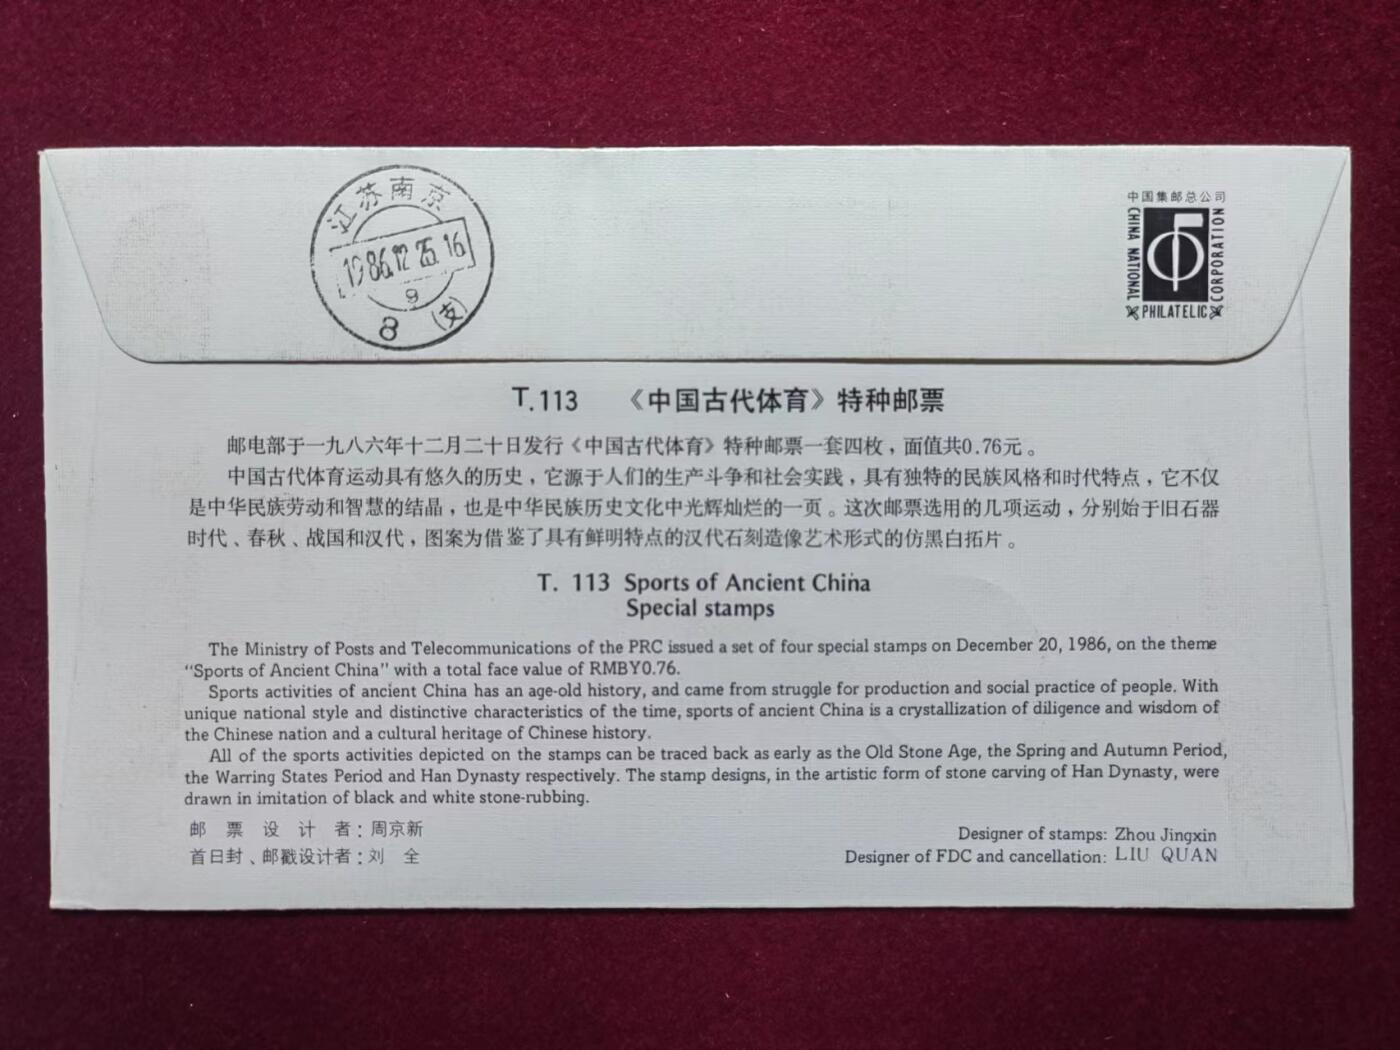 江苏南京
1986.12.25.16
9
8 (支)
中国集邮总公司
CHINA NATIONAL
PHILATELIC
CORPORATION
T.113 《中国古代体育》特种邮票
邮电部于一九八六年十二月二十日发行《中国古代体育》特种邮票一套四枚，面值共0.76元。
中国古代体育运动具有悠久的历史，它源于人们的生产斗争和社会实践，具有独特的民族风格和时代特点，它不仅
是中华民族劳动和智慧的结晶，也是中华民族历史文化中光辉灿烂的一页。这次邮票选用的几项运动，分别始于旧石器
时代、春秋、战国和汉代，图案为借鉴了具有鲜明特点的汉代石刻造像艺术形式的仿黑白拓片。
T. 113 Sports of Ancient China
Special stamps
The Ministry of Posts and Telecommunications of the PRC issued a set of four special stamps on December 20, 1986, on the theme
"Sports of Ancient China" with a total face value of RMBY0.76.
Sports activities of ancient China has an age-old history, and came from struggle for production and social practice of people. With
unique national style and distinctive characteristics of the time, sports of ancient China is a crystallization of diligence and wisdom of
the Chinese nation and a cultural heritage of Chinese history.
All of the sports activities depicted on the stamps can be traced back as early as the Old Stone Age, the Spring and Autumn Period,
the Warring States Period and Han Dynasty respectively. The stamp designs, in the artistic form of stone carving of Han Dynasty, were
drawn in imitation of black and white stone-rubbing.
邮票设计者：周京新
首日封、邮戳设计者：刘 全
Designer of stamps: Zhou Jingxin
Designer of FDC and cancellation: LIU QUAN